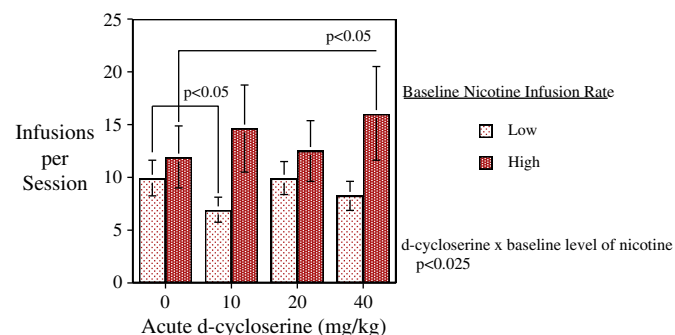 25
20
15
10
5
0
Infusions
per
Session
p<0.05
p<0.05
0 10 20 40
Acute d-cycloserine (mg/kg)
Baseline Nicotine Infusion Rate
Low
High
d-cycloserine x baseline level of nicotine
p<0.025